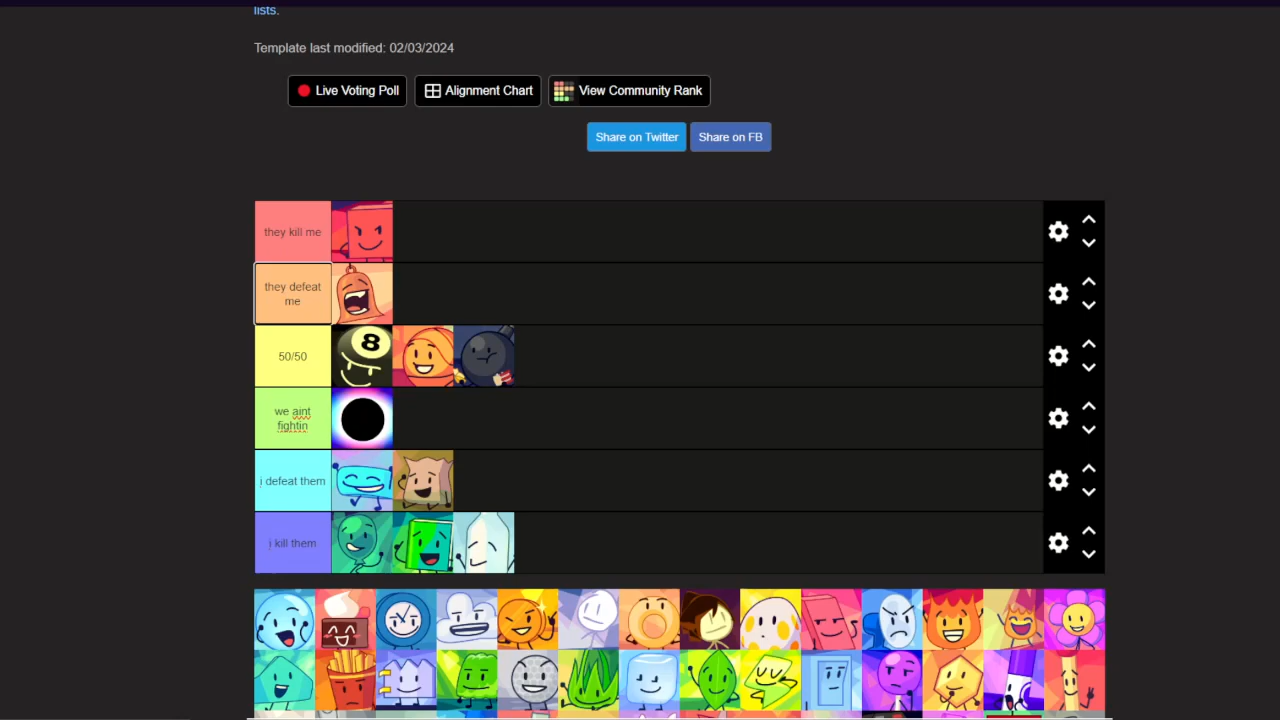 lists.
Template last modified: 02/03/2024
Live Voting Poll
Alignment Chart
View Community Rank
Share on Twitter
Share on FB
they kill me
they defeat
me
50/50
8
we aint
fightin
i defeat them
i kill them